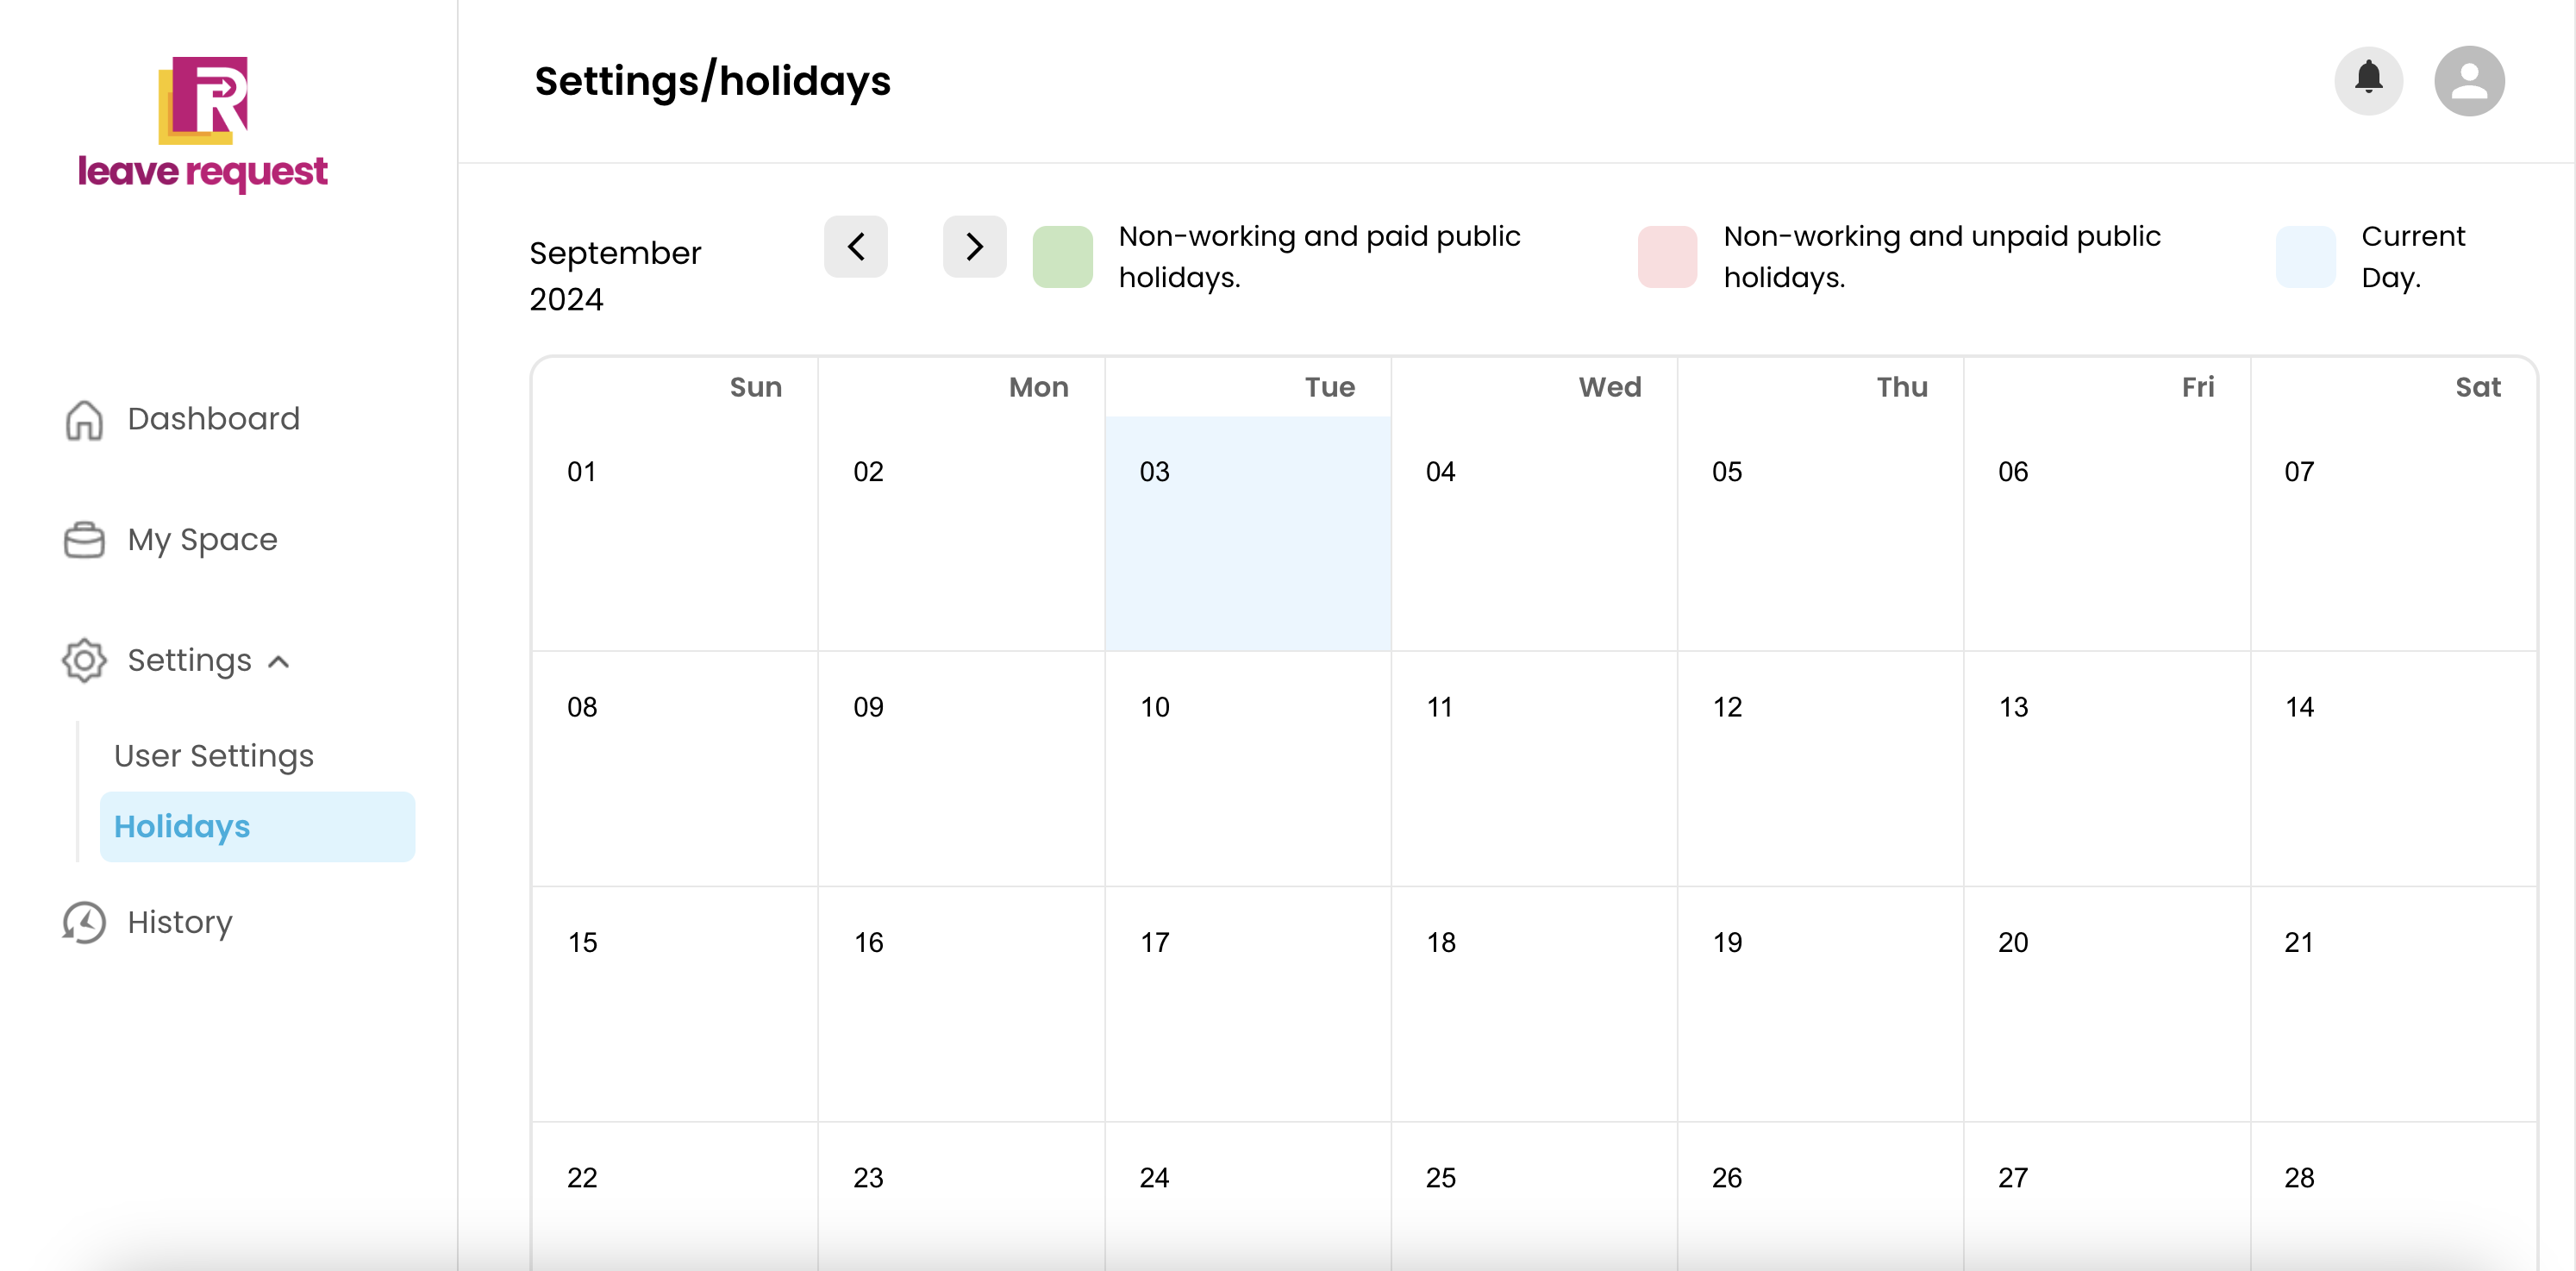 leave request
Settings/holidays
Dashboard
My Space
Settings
User Settings
Holidays
History
September
2024
Non-working and paid public
holidays.
Non-working and unpaid public
holidays.
Current
Day.
Sun Mon Tue Wed Thu Fri Sat
01 02 03 04 05 06 07
08 09 10 11 12 13 14
15 16 17 18 19 20 21
22 23 24 25 26 27 28